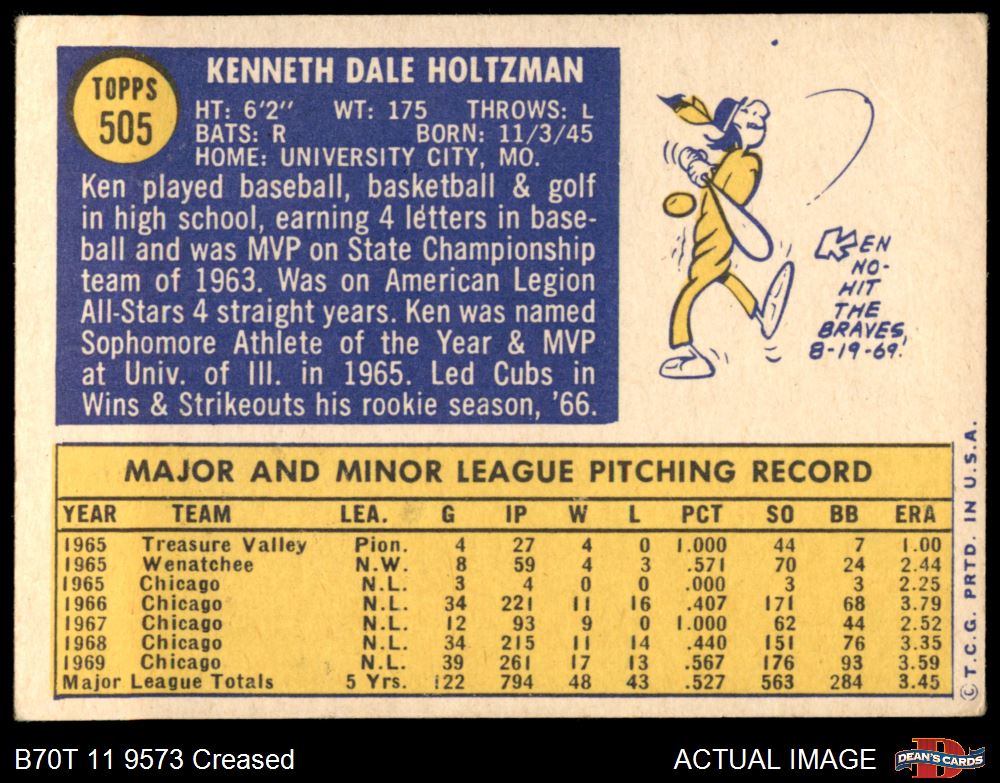 TOPPS
505
KENNETH DALE HOLTZMAN
HT: 6'2" WT: 175 THROWS: L
BATS: R BORN: 11/3/45
HOME: UNIVERSITY CITY, MO.
Ken played baseball, basketball & golf
in high school, earning 4 letters in base-
ball and was MVP on State Championship
team of 1963. Was on American Legion
All-Stars 4 straight years. Ken was named
Sophomore Athlete of the Year & MVP
at Univ. of Ill. in 1965. Led Cubs in
Wins & Strikeouts his rookie season, '66.
KEN
NO-
HIT
THE
BRAVES,
8-19-69!
MAJOR AND MINOR LEAGUE PITCHING RECORD
YEAR TEAM LEA. G IP W L PCT SO BB ERA
1965 Treasure Valley Pion. 4 27 4 0 1.000 44 7 1.00
1965 Wenatchee N.W. 8 59 4 3 .571 70 24 2.44
1965 Chicago N.L. 3 4 0 0 .000 3 3 2.25
1966 Chicago N.L. 34 221 11 16 .407 171 68 3.79
1967 Chicago N.L. 12 93 9 0 1.000 62 44 2.52
1968 Chicago N.L. 34 215 11 14 .440 151 76 3.35
1969 Chicago N.L. 39 261 17 13 .567 176 93 3.59
Major League Totals 5 Yrs. 122 794 48 43 .527 563 284 3.45
© T.C.G. PRTD. IN U.S.A.
B70T 11 9573 Creased
ACTUAL IMAGE
D
DEAN'S CARDS